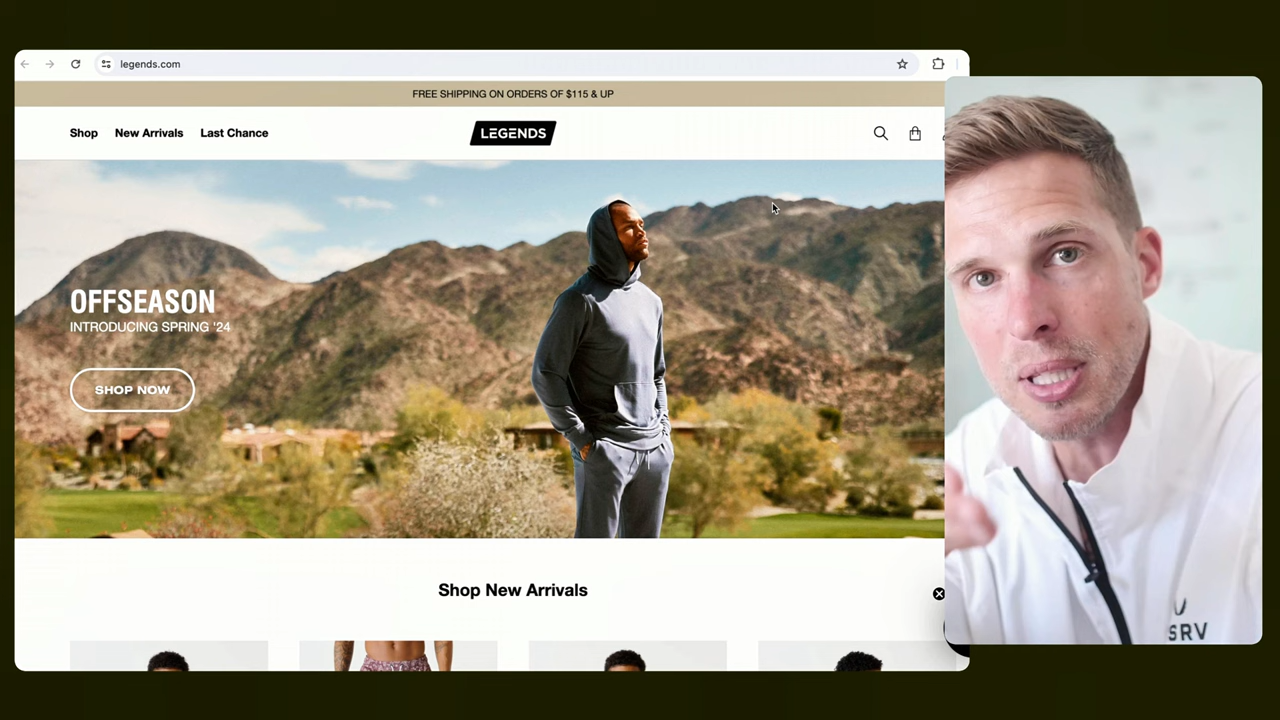 legends.com
FREE SHIPPING ON ORDERS OF $115 & UP
Shop New Arrivals Last Chance
LEGENDS
OFFSEASON
INTRODUCING SPRING '24
SHOP NOW
Shop New Arrivals
SRV